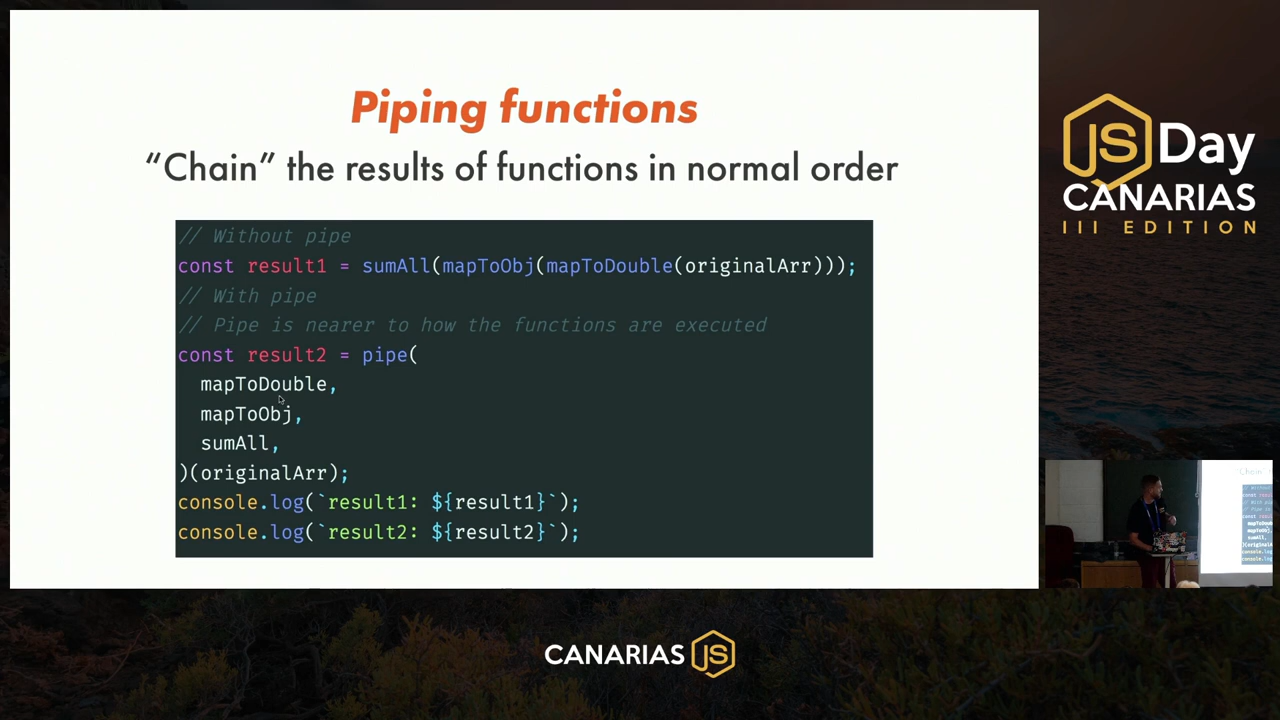 Piping functions
“Chain” the results of functions in normal order
// Without pipe
const result1 = sumAll(mapToObj(mapToDouble(originalArr)));
// With pipe
// Pipe is nearer to how the functions are executed
const result2 = pipe(
mapToDouble,
mapToObj,
sumAll,
)(originalArr);
console.log(`result1: ${result1}`);
console.log(`result2: ${result2}`);
JS Day
CANARIAS
III EDITION
CANARIAS JS